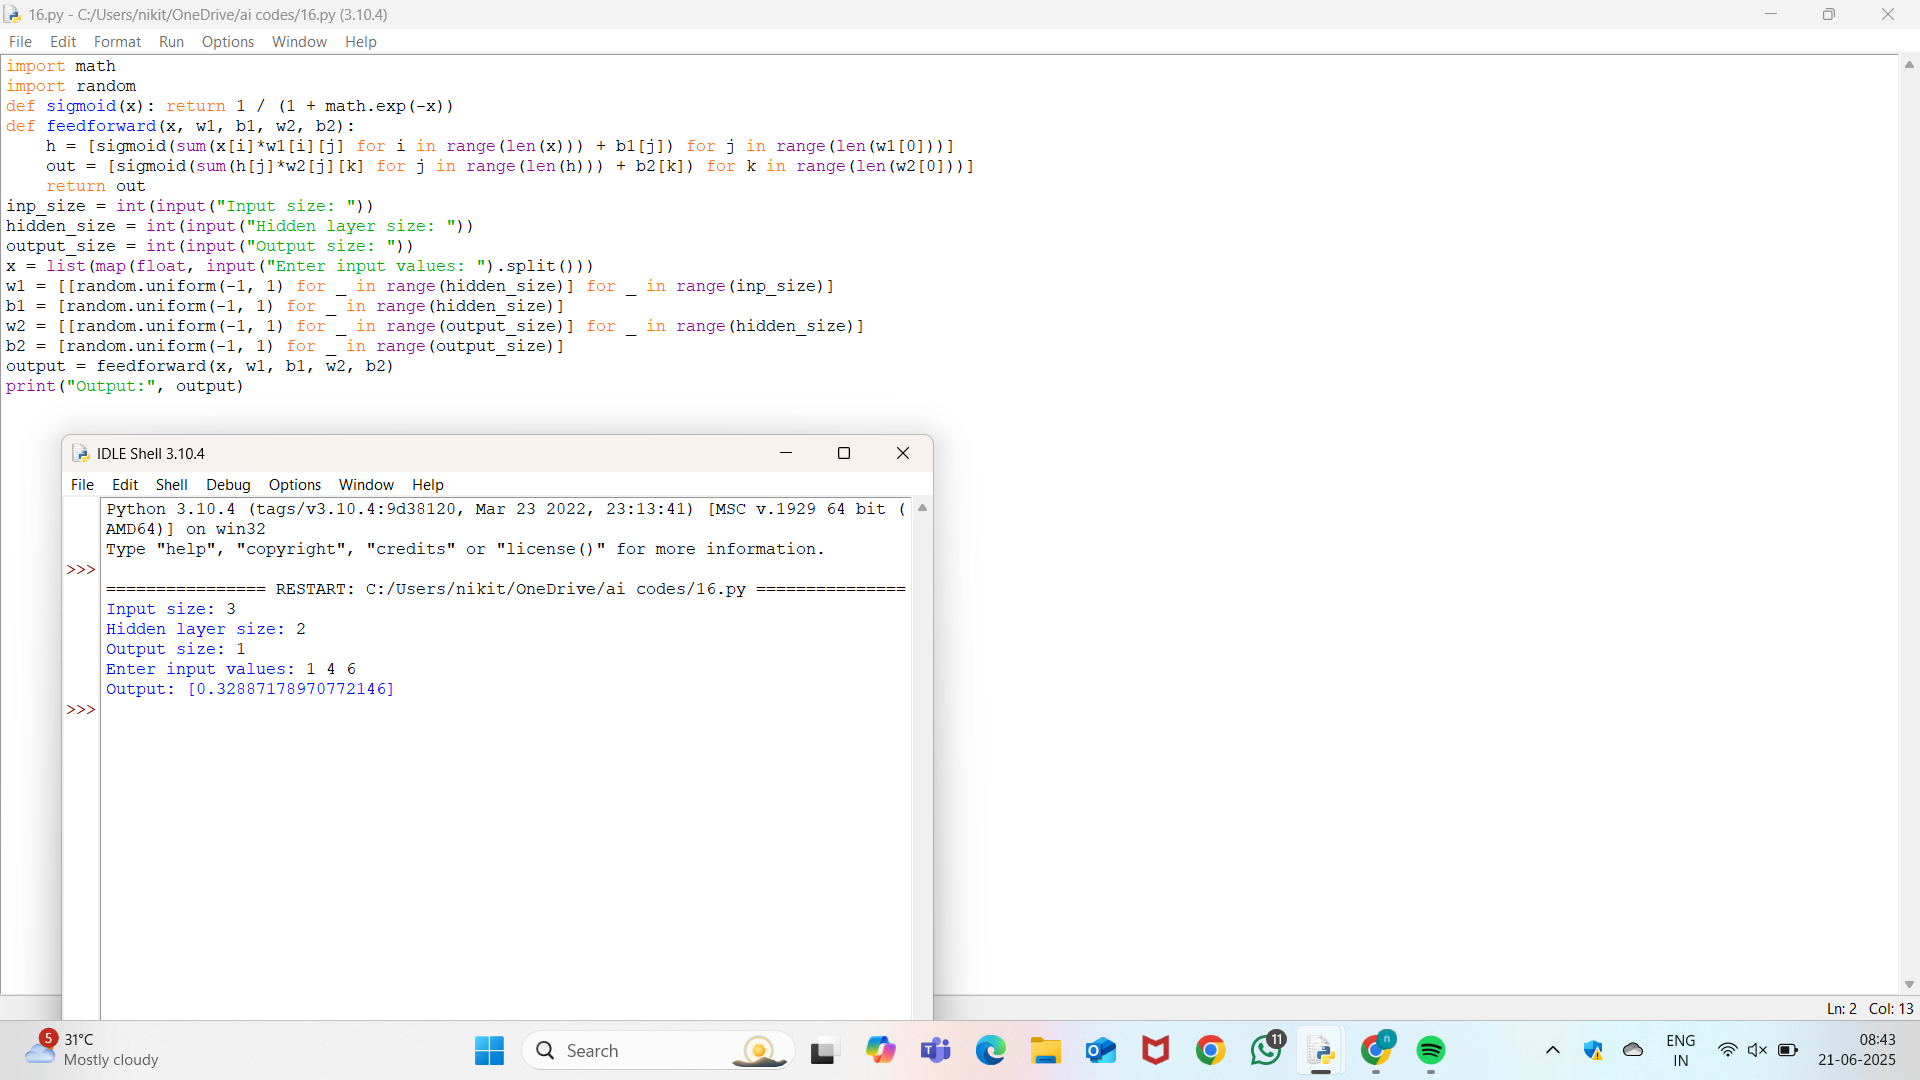 16.py - C:/Users/nikit/OneDrive/ai codes/16.py (3.10.4)
File Edit Format Run Options Window Help
import math
import random
def sigmoid(x): return 1 / (1 + math.exp(-x))
def feedforward(x, w1, b1, w2, b2):
    h = [sigmoid(sum(x[i]*w1[i][j] for i in range(len(x))) + b1[j]) for j in range(len(w1[0]))]
    out = [sigmoid(sum(h[j]*w2[j][k] for j in range(len(h))) + b2[k]) for k in range(len(w2[0]))]
    return out
inp_size = int(input("Input size: "))
hidden_size = int(input("Hidden layer size: "))
output_size = int(input("Output size: "))
x = list(map(float, input("Enter input values: ").split()))
w1 = [[random.uniform(-1, 1) for _ in range(hidden_size)] for _ in range(inp_size)]
b1 = [random.uniform(-1, 1) for _ in range(hidden_size)]
w2 = [[random.uniform(-1, 1) for _ in range(output_size)] for _ in range(hidden_size)]
b2 = [random.uniform(-1, 1) for _ in range(output_size)]
output = feedforward(x, w1, b1, w2, b2)
print("Output:", output)
IDLE Shell 3.10.4
File Edit Shell Debug Options Window Help
Python 3.10.4 (tags/v3.10.4:9d38120, Mar 23 2022, 23:13:41) [MSC v.1929 64 bit (
AMD64)] on win32
Type "help", "copyright", "credits" or "license()" for more information.
>>>
================ RESTART: C:/Users/nikit/OneDrive/ai codes/16.py ===============
Input size: 3
Hidden layer size: 2
Output size: 1
Enter input values: 1 4 6
Output: [0.32887178970772146]
>>>
Ln: 2 Col: 13
5
31°C
Mostly cloudy
Search
11
n
ENG
IN
08:43
21-06-2025